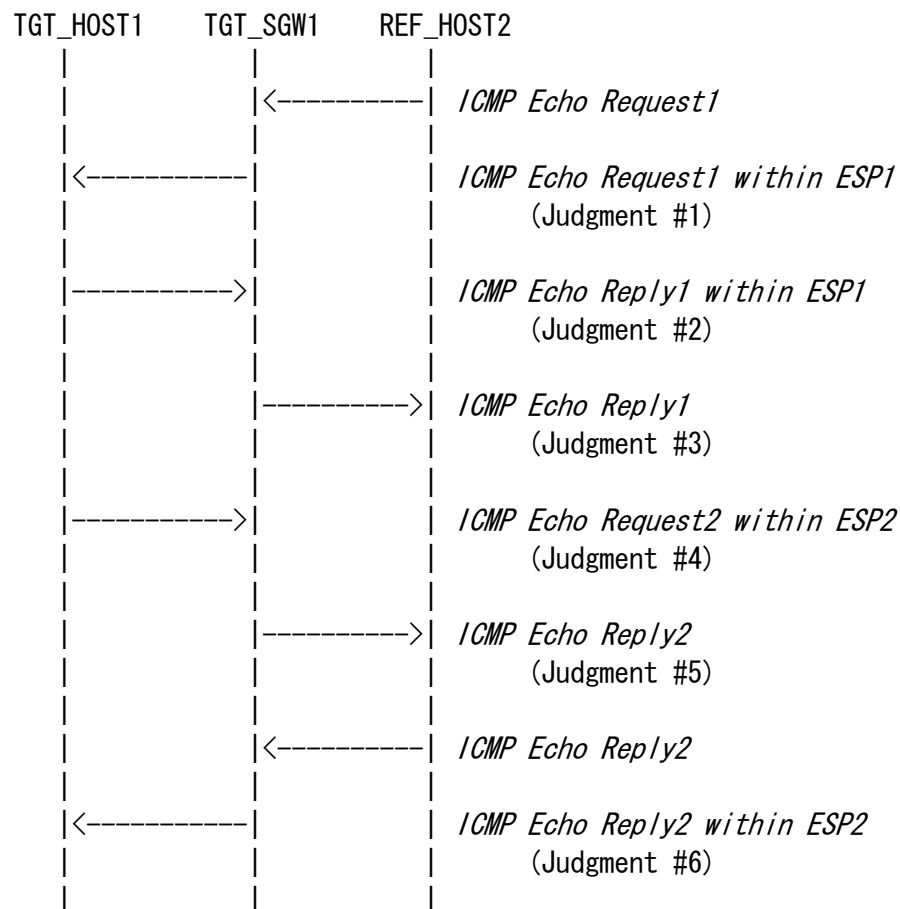 TGT_HOST1 TGT_SGW1 REF_HOST2
ICMP Echo Request1
ICMP Echo Request1 within ESP1
(Judgment #1)
ICMP Echo Reply1 within ESP1
(Judgment #2)
ICMP Echo Reply1
(Judgment #3)
ICMP Echo Request2 within ESP2
(Judgment #4)
ICMP Echo Reply2
(Judgment #5)
ICMP Echo Reply2
ICMP Echo Reply2 within ESP2
(Judgment #6)